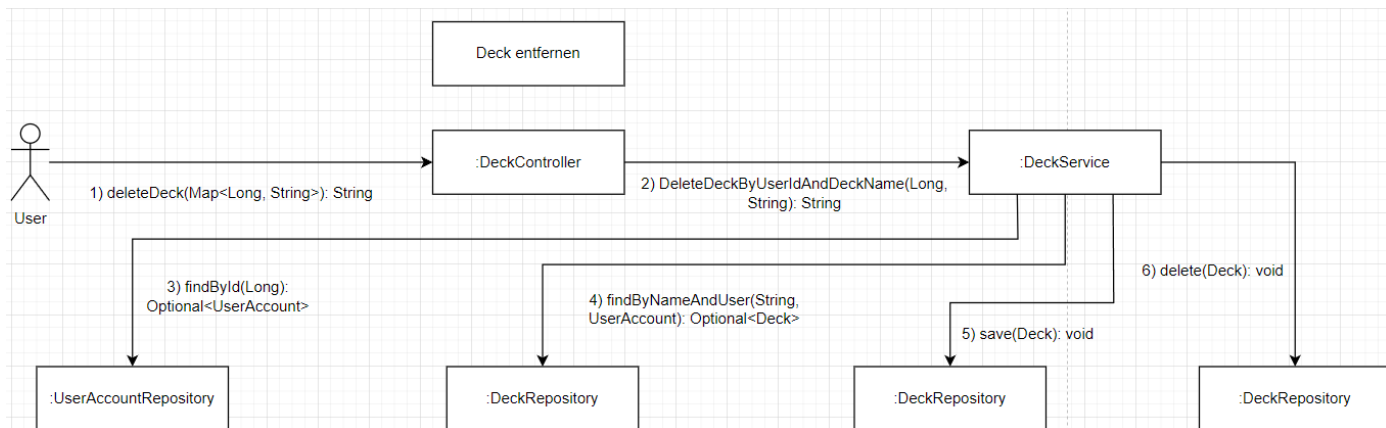 Deck entfernen
:DeckController
:DeckService
1) deleteDeck(Map<Long, String>): String
2) DeleteDeckByUserIdAndDeckName(Long,
String): String
User
3) findById(Long):
Optional<UserAccount>
4) findByNameAndUser(String,
UserAccount): Optional<Deck>
5) save(Deck): void
6) delete(Deck): void
:UserAccountRepository
:DeckRepository
:DeckRepository
:DeckRepository